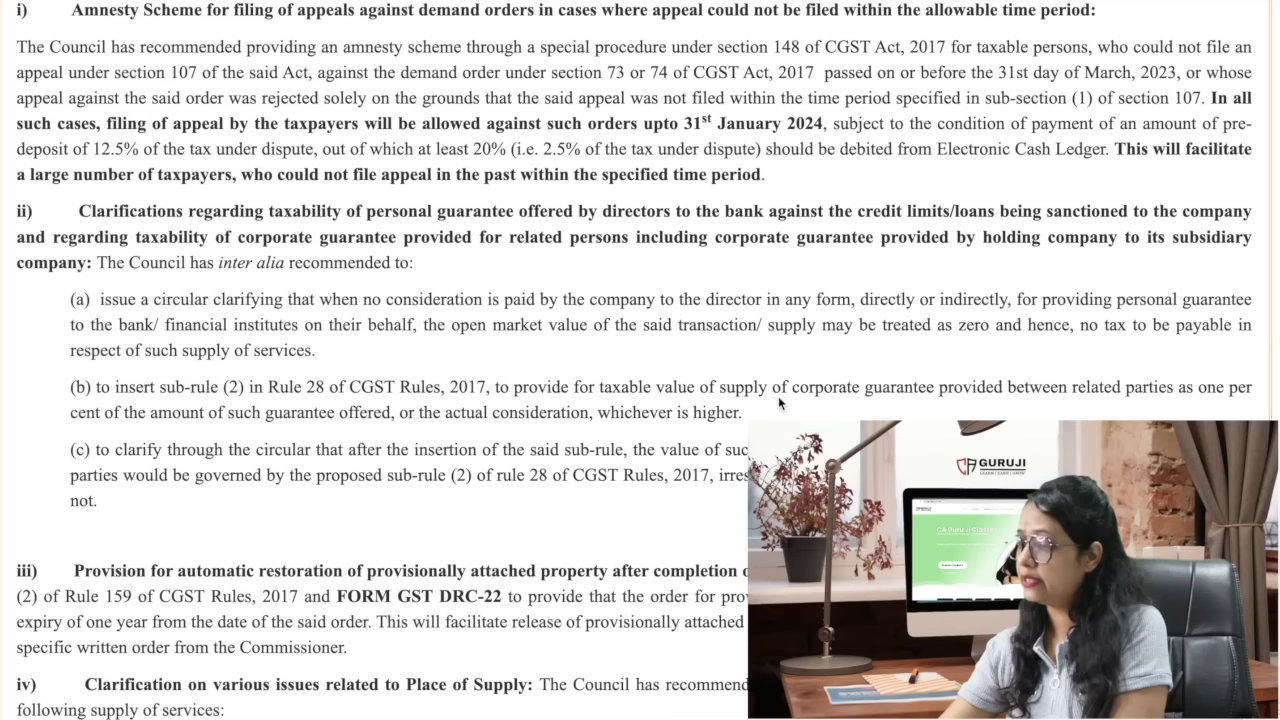 i) Amnesty Scheme for filing of appeals against demand orders in cases where appeal could not be filed within the allowable time period:
The Council has recommended providing an amnesty scheme through a special procedure under section 148 of CGST Act, 2017 for taxable persons, who could not file an
appeal under section 107 of the said Act, against the demand order under section 73 or 74 of CGST Act, 2017 passed on or before the 31st day of March, 2023, or whose
appeal against the said order was rejected solely on the grounds that the said appeal was not filed within the time period specified in sub-section (1) of section 107. In all
such cases, filing of appeal by the taxpayers will be allowed against such orders upto 31st January 2024, subject to the condition of payment of an amount of pre-
deposit of 12.5% of the tax under dispute, out of which at least 20% (i.e. 2.5% of the tax under dispute) should be debited from Electronic Cash Ledger. This will facilitate
a large number of taxpayers, who could not file appeal in the past within the specified time period.
ii) Clarifications regarding taxability of personal guarantee offered by directors to the bank against the credit limits/loans being sanctioned to the company
and regarding taxability of corporate guarantee provided for related persons including corporate guarantee provided by holding company to its subsidiary
company: The Council has inter alia recommended to:
(a) issue a circular clarifying that when no consideration is paid by the company to the director in any form, directly or indirectly, for providing personal guarantee
to the bank/ financial institutes on their behalf, the open market value of the said transaction/ supply may be treated as zero and hence, no tax to be payable in
respect of such supply of services.
(b) to insert sub-rule (2) in Rule 28 of CGST Rules, 2017, to provide for taxable value of supply of corporate guarantee provided between related parties as one per
cent of the amount of such guarantee offered, or the actual consideration, whichever is higher.
(c) to clarify through the circular that after the insertion of the said sub-rule, the value of suc
parties would be governed by the proposed sub-rule (2) of rule 28 of CGST Rules, 2017, irres
not.
iii) Provision for automatic restoration of provisionally attached property after completion o
(2) of Rule 159 of CGST Rules, 2017 and FORM GST DRC-22 to provide that the order for pro
expiry of one year from the date of the said order. This will facilitate release of provisionally attached
specific written order from the Commissioner.
iv) Clarification on various issues related to Place of Supply: The Council has recommend
following supply of services:
GURUJI
CA Guru Ji Classes